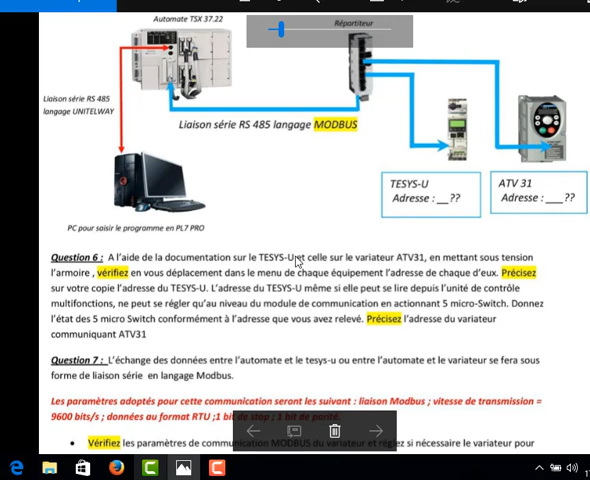 Automate TSX 37.22
Répartiteur
Liaison série RS 485
langage UNITELWAY
Liaison série RS 485 langage MODBUS
TESYS-U
Adresse : __??
ATV 31
Adresse : ____??
PC pour saisir le programme en PL7 PRO
Question 6 : A l'aide de la documentation sur le TESYS-U et celle sur le variateur ATV31, en mettant sous tension
l'armoire , vérifiez en vous déplacement dans le menu de chaque équipement l'adresse de chaque d'eux. Précisez
sur votre copie l'adresse du TESYS-U. L'adresse du TESYS-U même si elle peut se lire depuis l'unité de contrôle
multifonctions, ne peut se régler qu'au niveau du module de communication en actionnant 5 micro-Switch. Donnez
l'état des 5 micro Switch conformément à l'adresse que vous avez relevé. Précisez l'adresse du variateur
communiquant ATV31
Question 7 : L'échange des données entre l'automate et le tesys-u ou entre l'automate et le variateur se fera sous
forme de liaison série en langage Modbus.
Les paramètres adoptés pour cette communication seront les suivant : liaison Modbus ; vitesse de transmission =
9600 bits/s ; données au format RTU ;1 bit de stop ; 1 bit de parité.
• Vérifiez les paramètres de communication MODBUS du variateur et réglez si nécessaire le variateur pour